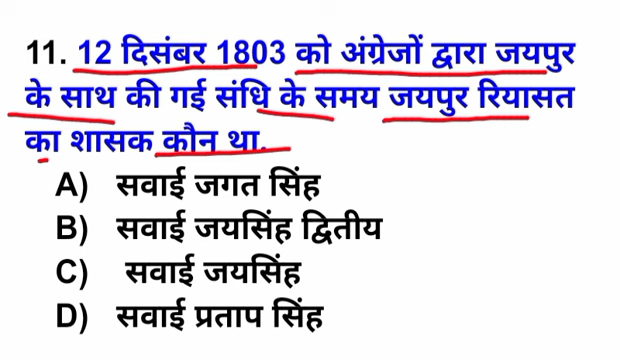 11. 12 दिसंबर 1803 को अंग्रेजों द्वारा जयपुर
के साथ की गई संधि के समय जयपुर रियासत
का शासक कौन था.
A) सवाई जगत सिंह
B) सवाई जयसिंह द्वितीय
C) सवाई जयसिंह
D) सवाई प्रताप सिंह